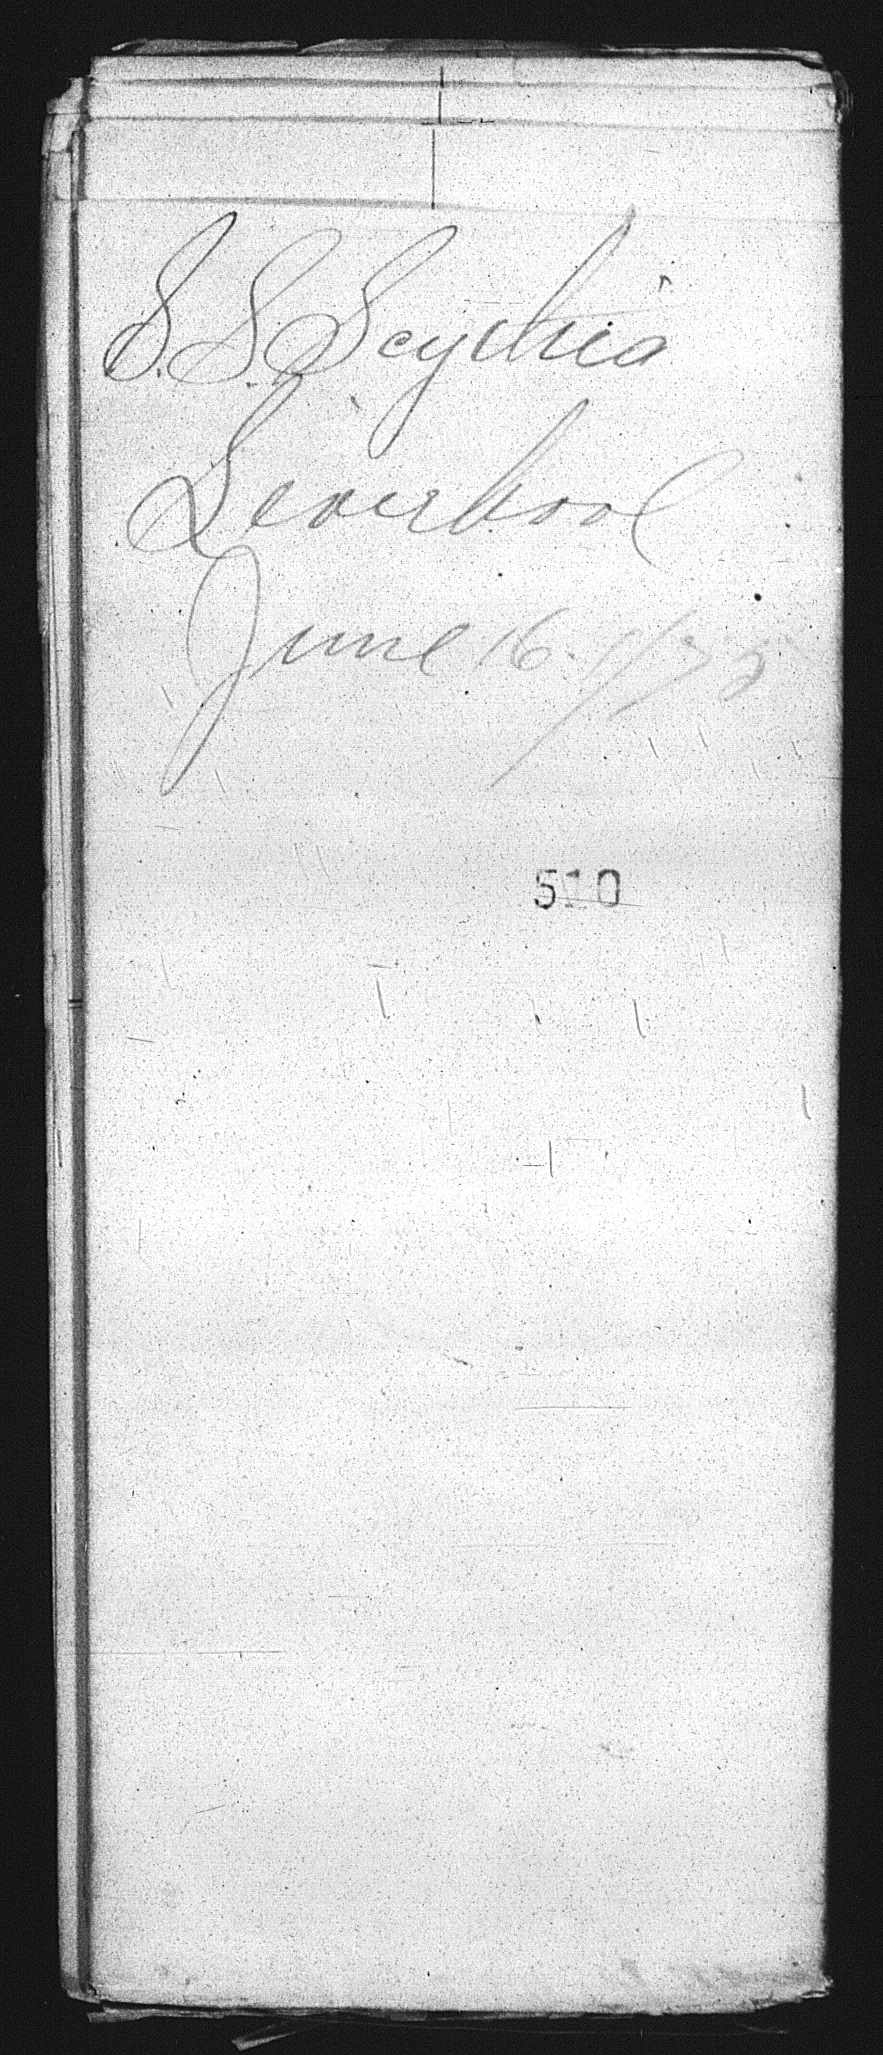 S. S. Scythia
Liverpool
June 16
510